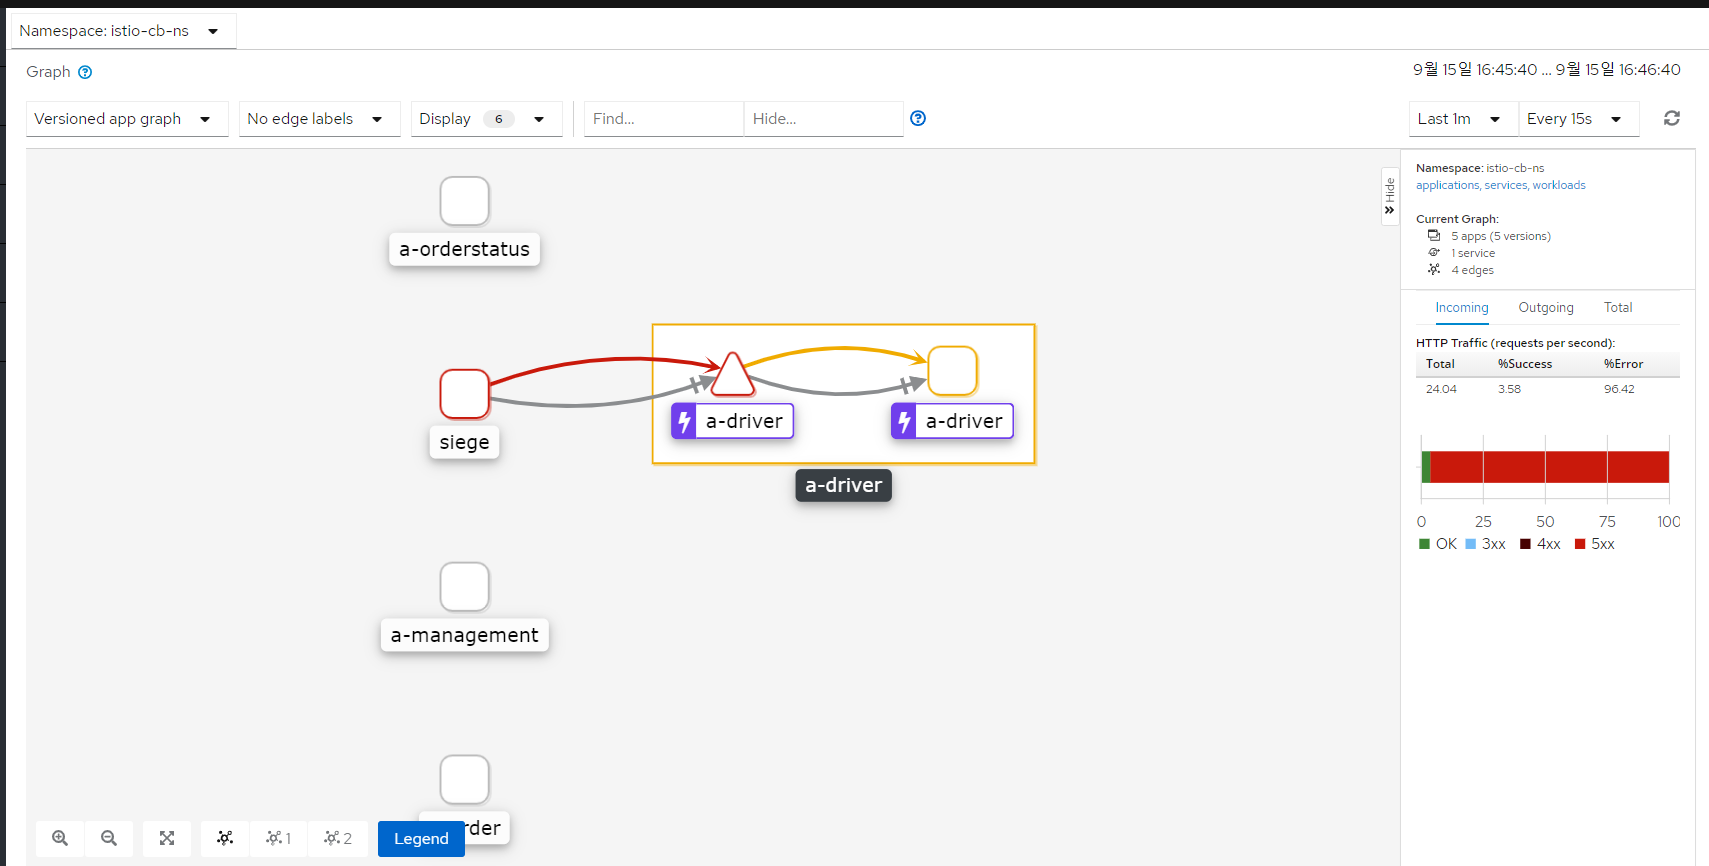 Namespace: istio-cb-ns
Graph
9월 15일 16:45:40 ... 9월 15일 16:46:40
Versioned app graph
No edge labels
Display 6
Find...
Hide...
Last 1m
Every 15s
a-orderstatus
siege
a-driver
a-driver
a-driver
a-management
rder
1
2
Legend
Hide
Namespace: istio-cb-ns
applications, services, workloads
Current Graph:
5 apps (5 versions)
1 service
4 edges
Incoming Outgoing Total
HTTP Traffic (requests per second):
Total %Success %Error
24.04 3.58 96.42
0 25 50 75 100
OK 3xx 4xx 5xx